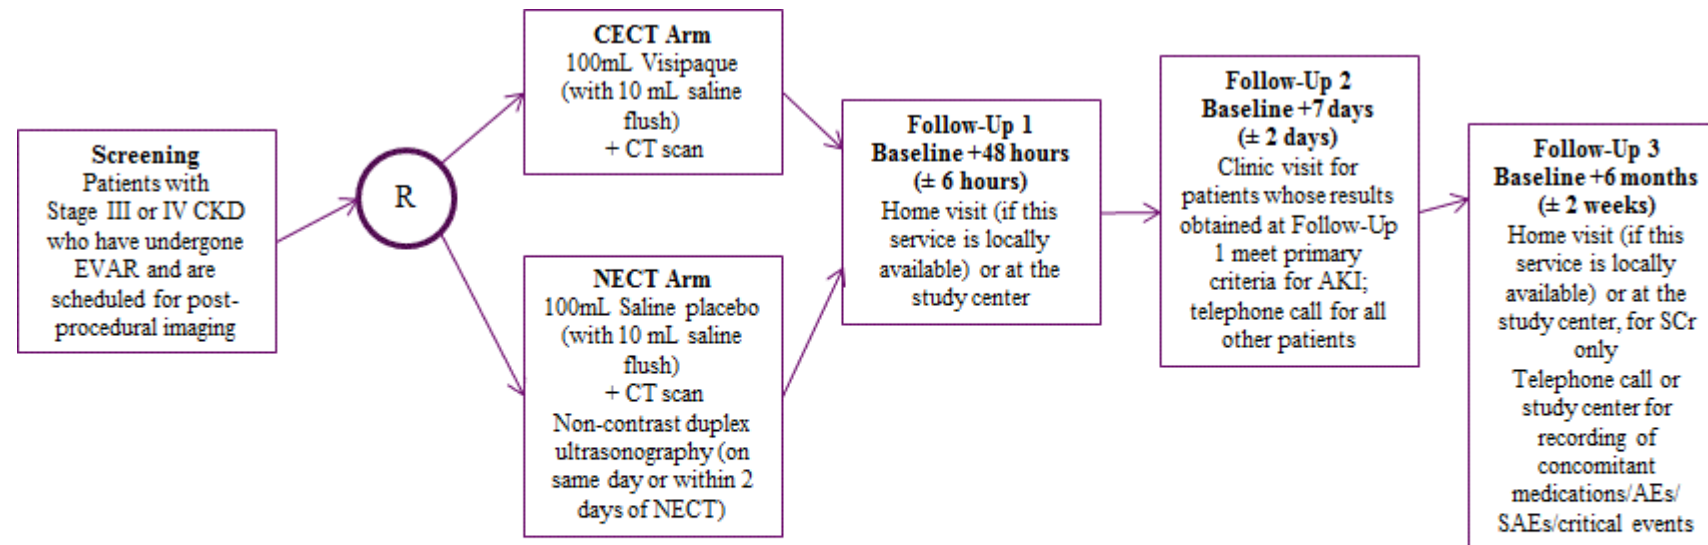 Screening
Patients with
Stage III or IV CKD
who have undergone
EVAR and are
scheduled for post-
procedural imaging
R
CECT Arm
100mL Visipaque
(with 10 mL saline
flush)
+ CT scan
NECT Arm
100mL Saline placebo
(with 10 mL saline
flush)
+ CT scan
Non-contrast duplex
ultrasonography (on
same day or within 2
days of NECT)
Follow-Up 1
Baseline +48 hours
(± 6 hours)
Home visit (if this
service is locally
available) or at the
study center
Follow-Up 2
Baseline +7 days
(± 2 days)
Clinic visit for
patients whose results
obtained at Follow-Up
1 meet primary
criteria for AKI;
telephone call for all
other patients
Follow-Up 3
Baseline +6 months
(± 2 weeks)
Home visit (if this
service is locally
available) or at the
study center, for SCr
only
Telephone call or
study center for
recording of
concomitant
medications/AEs/
SAEs/critical events